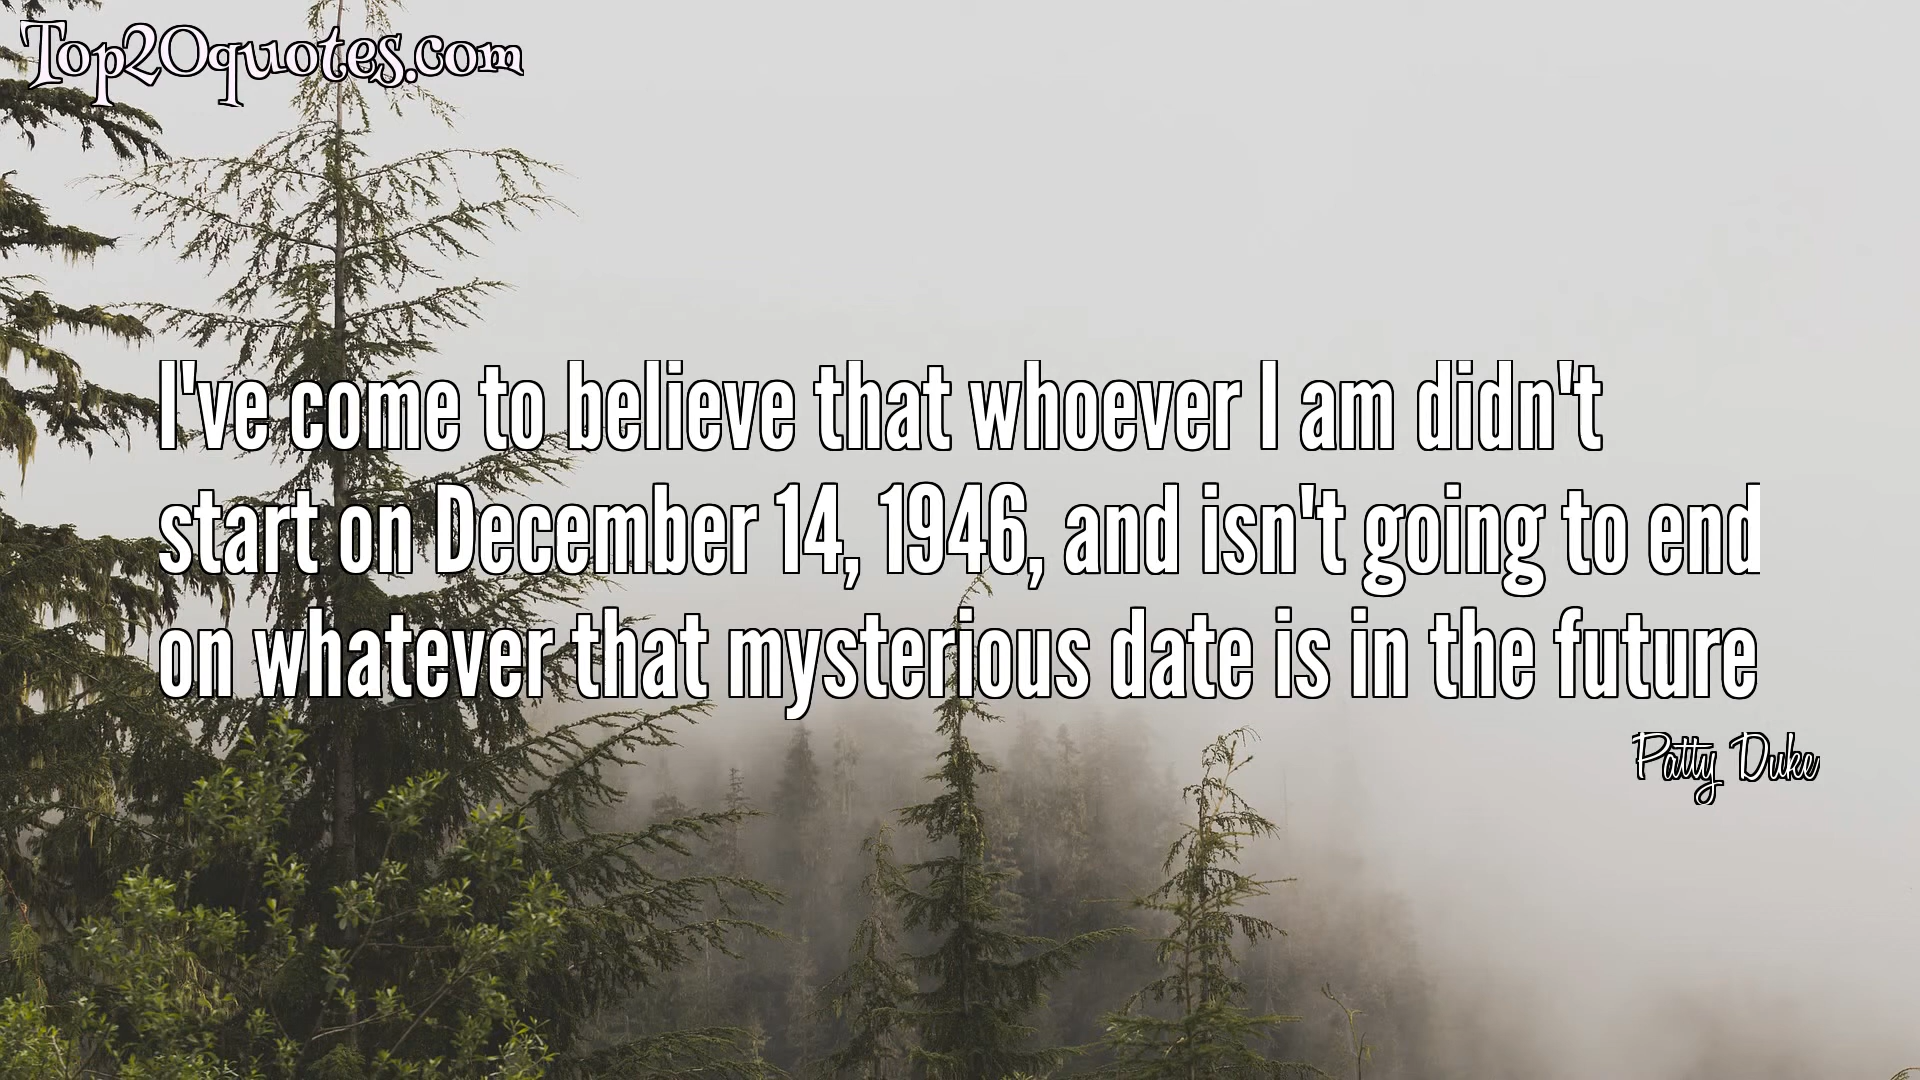 Top20quotes.com
I've come to believe that whoever I am didn't
start on December 14, 1946, and isn't going to end
on whatever that mysterious date is in the future
Patty Duke